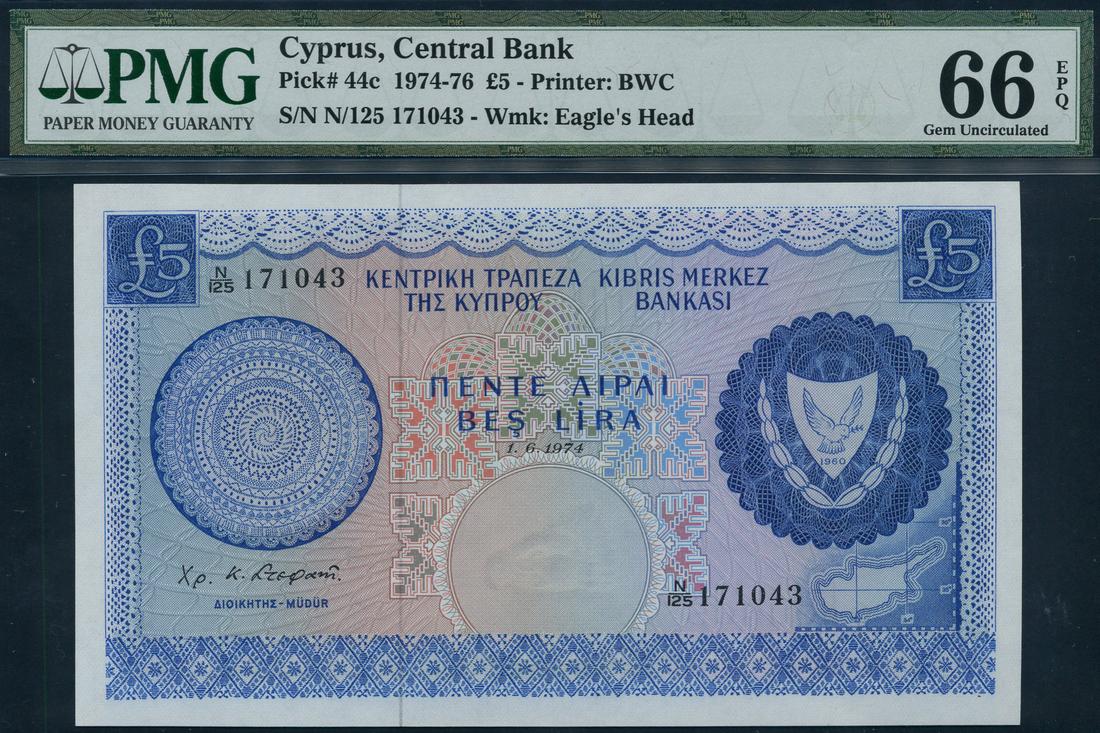 PMG
PAPER MONEY GUARANTY
Cyprus, Central Bank
Pick# 44c 1974-76 £5 - Printer: BWC
S/N N/125 171043 - Wmk: Eagle's Head
66
EPQ
Gem Uncirculated
£5
£5
N/125 171043
ΚΕΝΤΡΙΚΗ ΤΡΑΠΕΖΑ
ΤΗΣ ΚΥΠΡΟΥ
KIBRIS MERKEZ
BANKASI
ΠΕΝΤΕ ΛΙΡΑΙ
BEŞ LİRA
1.6.1974
1960
Χρ. Κ. Στεφανή.
ΔΙΟΙΚΗΤΗΣ - MÜDÜR
N/125 171043